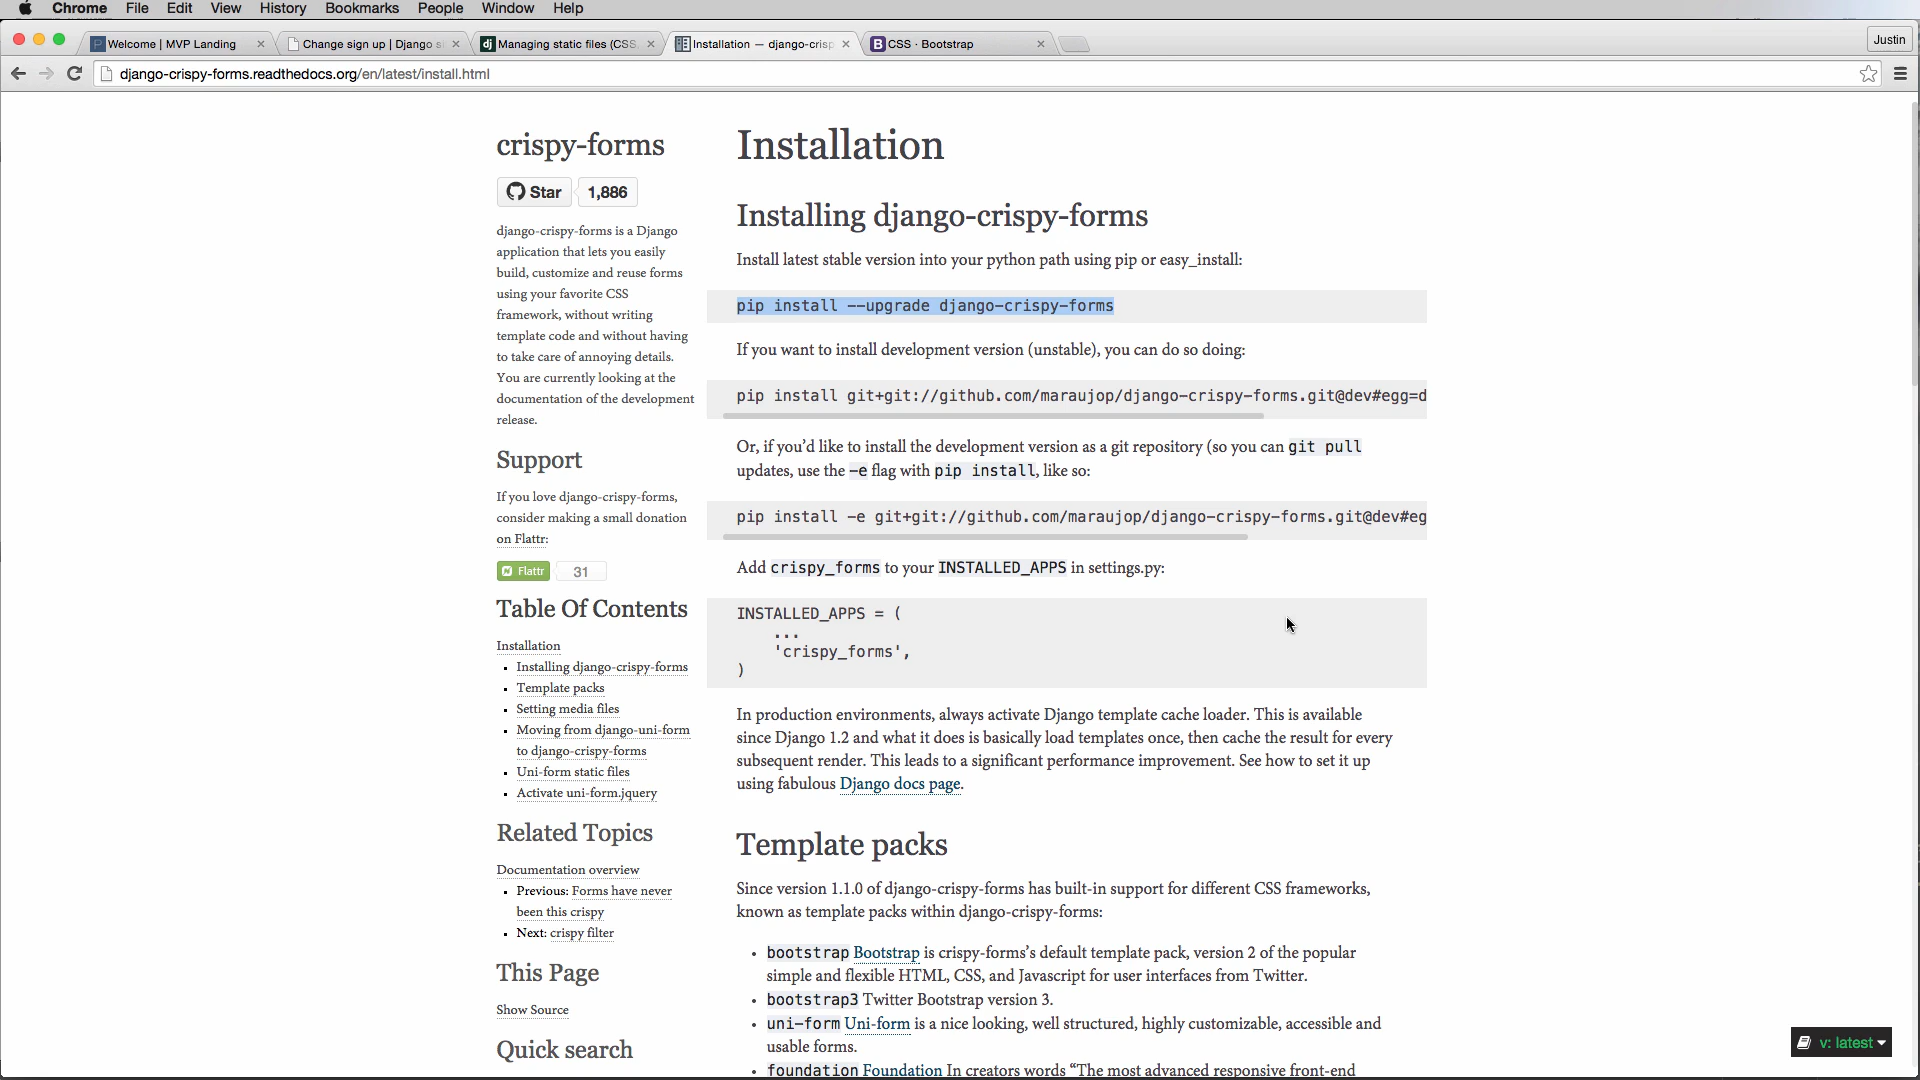 Chrome File Edit View History Bookmarks People Window Help
Welcome | MVP Landing
Change sign up | Django s
Managing static files (CSS,
Installation — django-crisp
CSS · Bootstrap
Justin
django-crispy-forms.readthedocs.org/en/latest/install.html
crispy-forms
Star 1,886
django-crispy-forms is a Django
application that lets you easily
build, customize and reuse forms
using your favorite CSS
framework, without writing
template code and without having
to take care of annoying details.
You are currently looking at the
documentation of the development
release.
Support
If you love django-crispy-forms,
consider making a small donation
on Flattr:
Flattr 31
Table Of Contents
Installation
Installing django-crispy-forms
Template packs
Setting media files
Moving from django-uni-form
to django-crispy-forms
Uni-form static files
Activate uni-form.jquery
Related Topics
Documentation overview
Previous: Forms have never
been this crispy
Next: crispy filter
This Page
Show Source
Quick search
Installation
Installing django-crispy-forms
Install latest stable version into your python path using pip or easy_install:
pip install --upgrade django-crispy-forms
If you want to install development version (unstable), you can do so doing:
pip install git+git://github.com/maraujop/django-crispy-forms.git@dev#egg=d
Or, if you’d like to install the development version as a git repository (so you can git pull
updates, use the -e flag with pip install, like so:
pip install -e git+git://github.com/maraujop/django-crispy-forms.git@dev#eg
Add crispy_forms to your INSTALLED_APPS in settings.py:
INSTALLED_APPS = (
...
'crispy_forms',
)
In production environments, always activate Django template cache loader. This is available
since Django 1.2 and what it does is basically load templates once, then cache the result for every
subsequent render. This leads to a significant performance improvement. See how to set it up
using fabulous Django docs page.
Template packs
Since version 1.1.0 of django-crispy-forms has built-in support for different CSS frameworks,
known as template packs within django-crispy-forms:
bootstrap Bootstrap is crispy-forms’s default template pack, version 2 of the popular
simple and flexible HTML, CSS, and Javascript for user interfaces from Twitter.
bootstrap3 Twitter Bootstrap version 3.
uni-form Uni-form is a nice looking, well structured, highly customizable, accessible and
usable forms.
foundation Foundation In creators words “The most advanced responsive front-end
v: latest